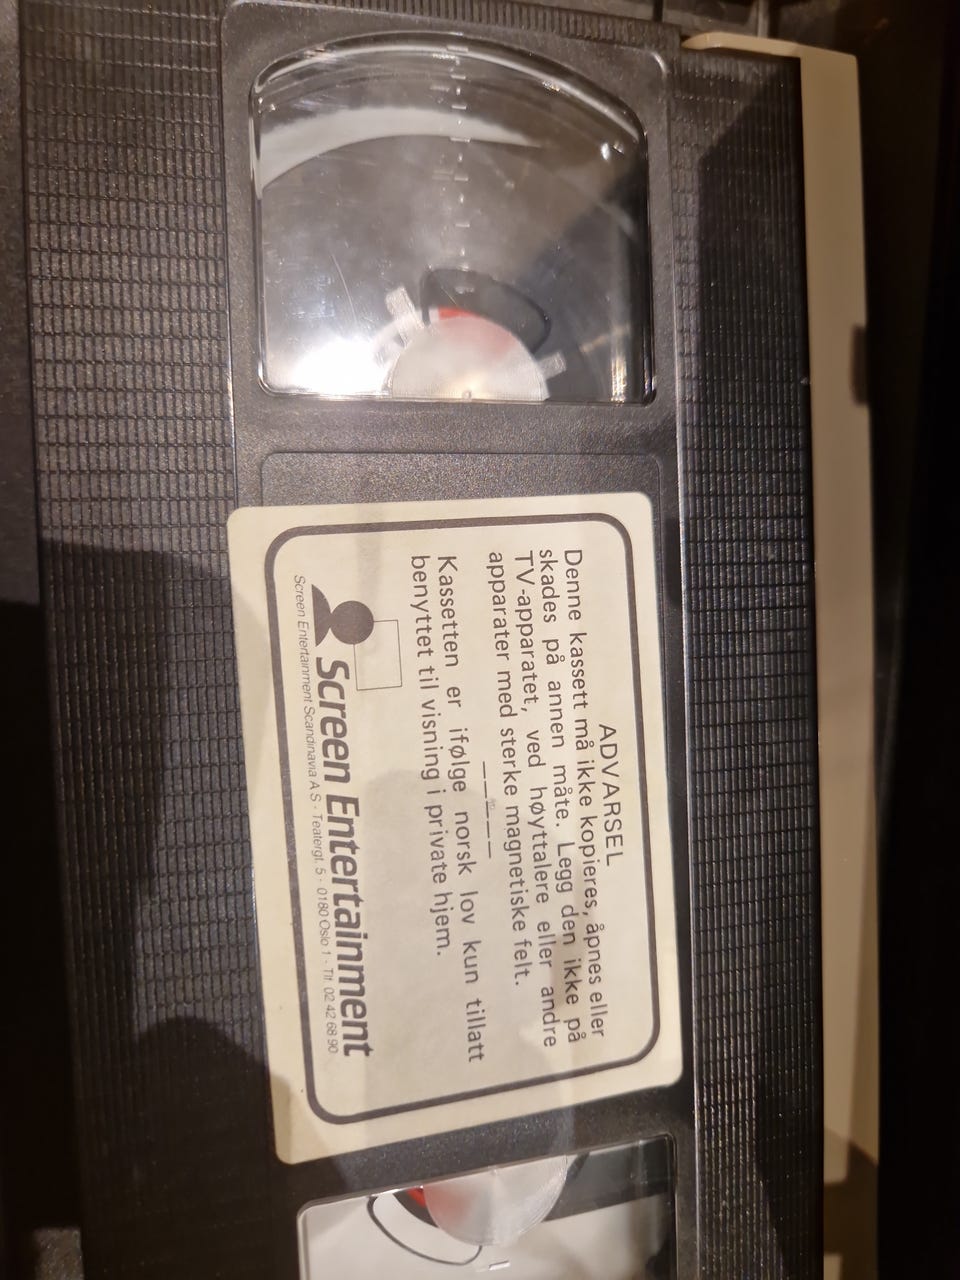 ADVARSEL
Denne kassett må ikke kopieres, åpnes eller
skades på annen måte. Legg den ikke på
TV-apparatet, ved høyttalere eller andre
apparater med sterke magnetiske felt.
Kassetten er ifølge norsk lov kun tillatt
benyttet til visning i private hjem.
Screen Entertainment
Screen Entertainment Scandinavia A.S · Teatergt. 5 · 0180 Oslo 1 - Tlf. 02 42 68 90